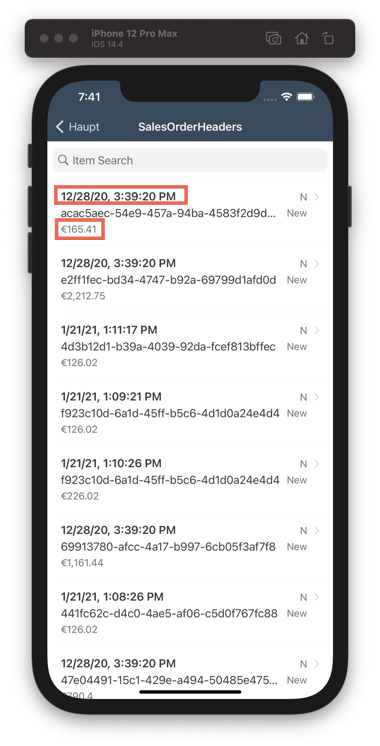 iPhone 12 Pro Max
iOS 14.4
7:41
Haupt
SalesOrderHeaders
Item Search
12/28/20, 3:39:20 PM N
acac5aec-54e9-457a-94ba-4583f2d9d... New
€165.41
12/28/20, 3:39:20 PM N
e2ff1fec-bd34-4747-b92a-69799d1afd0d New
€2,212.75
1/21/21, 1:11:17 PM N
4d3b12d1-b39a-4039-92da-fcef813bffec New
€126.02
1/21/21, 1:09:21 PM N
f923c10d-6a1d-45ff-b5c6-4d1d0a24e4d4 New
€126.02
1/21/21, 1:10:26 PM N
f923c10d-6a1d-45ff-b5c6-4d1d0a24e4d4 New
€226.02
12/28/20, 3:39:20 PM N
69913780-afcc-4a17-b997-6cb05f3af7f8 New
€1,161.44
1/21/21, 1:08:26 PM N
441fc62c-d4c0-4ae5-af06-c5d0f767fc88 New
€126.02
12/28/20, 3:39:20 PM N
47e04491-15c1-429e-a494-50485e475... New
€790.4